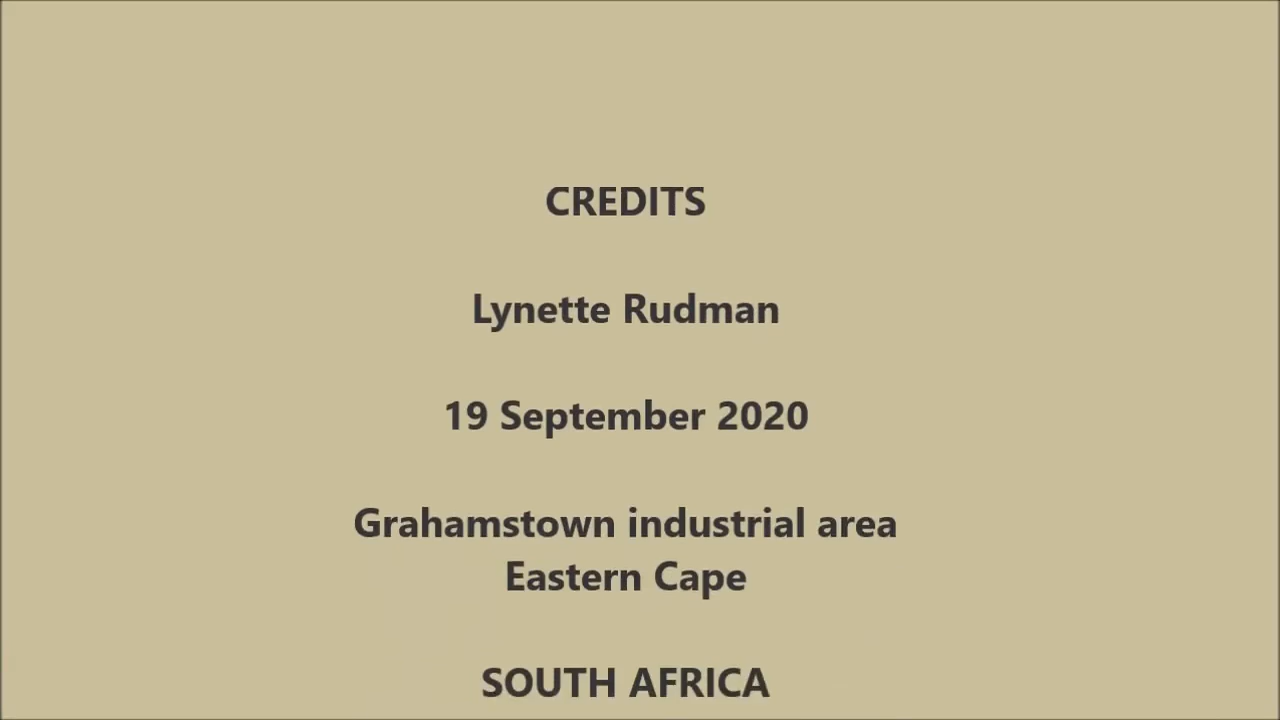 CREDITS
Lynette Rudman
19 September 2020
Grahamstown industrial area
Eastern Cape
SOUTH AFRICA